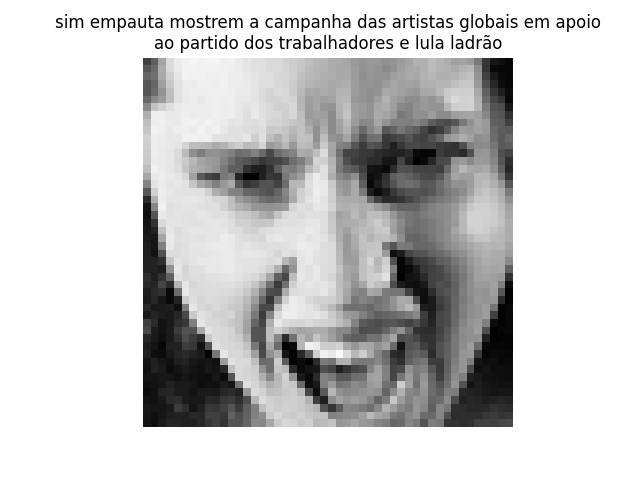 sim empauta mostrem a campanha das artistas globais em apoio
ao partido dos trabalhadores e lula ladrão